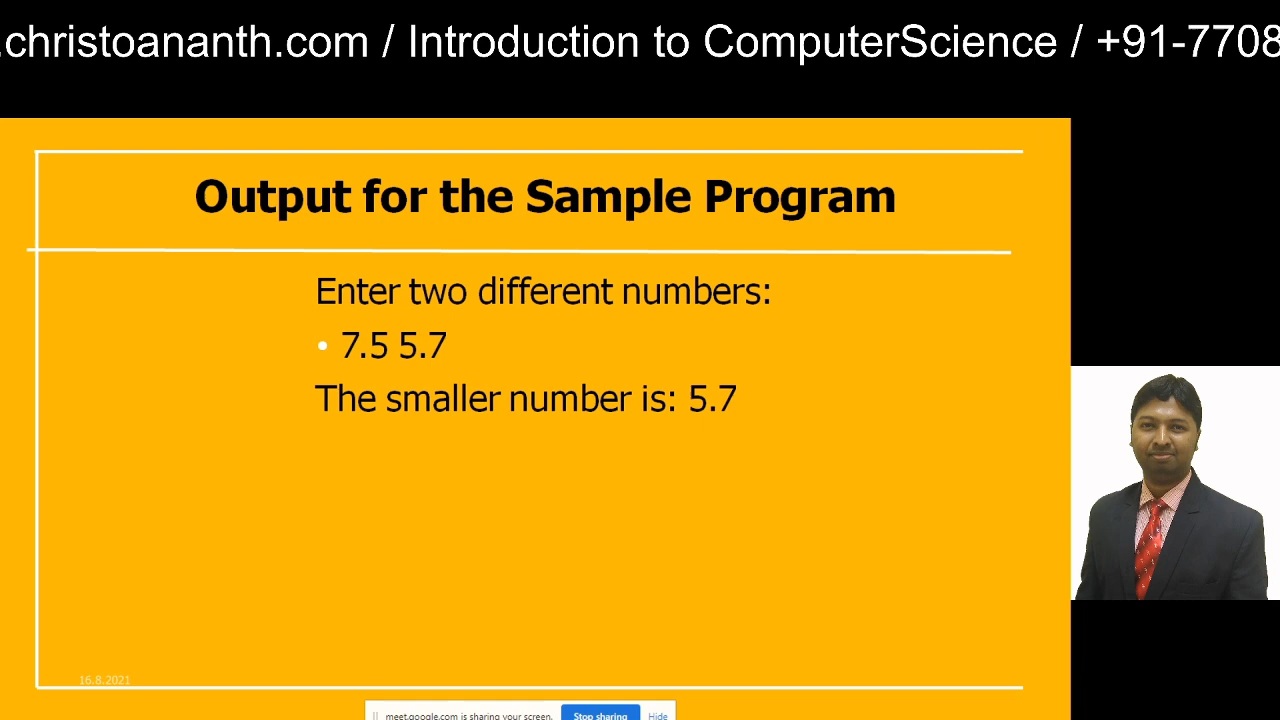 .christoananth.com / Introduction to ComputerScience / +91-7708
Output for the Sample Program
Enter two different numbers:
• 7.5 5.7
The smaller number is: 5.7
16.8.2021
meet.google.com is sharing your screen. Stop sharing Hide